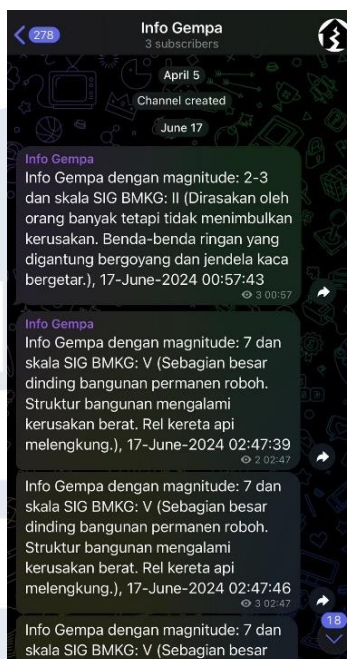 278
Info Gempa
3 subscribers
April 5
Channel created
June 17
Info Gempa
Info Gempa dengan magnitude: 2-3
dan skala SIG BMKG: II (Dirasakan oleh
orang banyak tetapi tidak menimbulkan
kerusakan. Benda-benda ringan yang
digantung bergoyang dan jendela kaca
bergetar.), 17-June-2024 00:57:43
3 00:57
Info Gempa
Info Gempa dengan magnitude: 7 dan
skala SIG BMKG: V (Sebagian besar
dinding bangunan permanen roboh.
Struktur bangunan mengalami
kerusakan berat. Rel kereta api
melengkung.), 17-June-2024 02:47:39
2 02:47
Info Gempa dengan magnitude: 7 dan
skala SIG BMKG: V (Sebagian besar
dinding bangunan permanen roboh.
Struktur bangunan mengalami
kerusakan berat. Rel kereta api
melengkung.), 17-June-2024 02:47:46
3 02:47
18
Info Gempa dengan magnitude: 7 dan
skala SIG BMKG: V (Sebagian besar